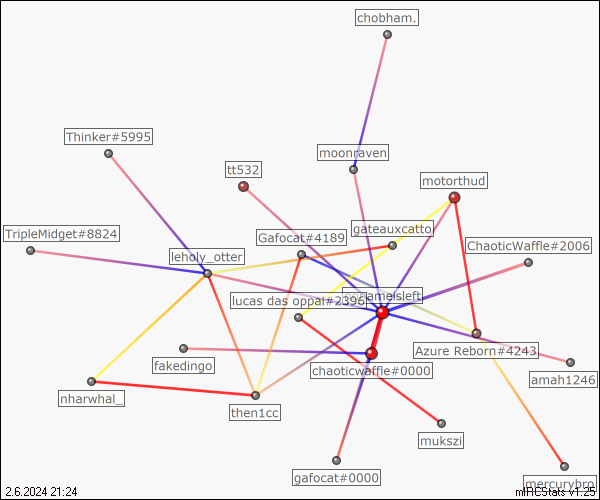 chobham.
Thinker#5995
moonraven
tt532
motorthud
TripleMidget#8824
Gafocat#4189
gateauxcatto
ChaoticWaffle#2006
leholy_otter
lucas das oppai#2396
Azure Reborn#4243
fakedingo
chaoticwaffle#0000
amah1246
nharwhal_
then1cc
mukszi
gafocat#0000
mercurybro
2.6.2024 21:24
mIRCStats v1.25